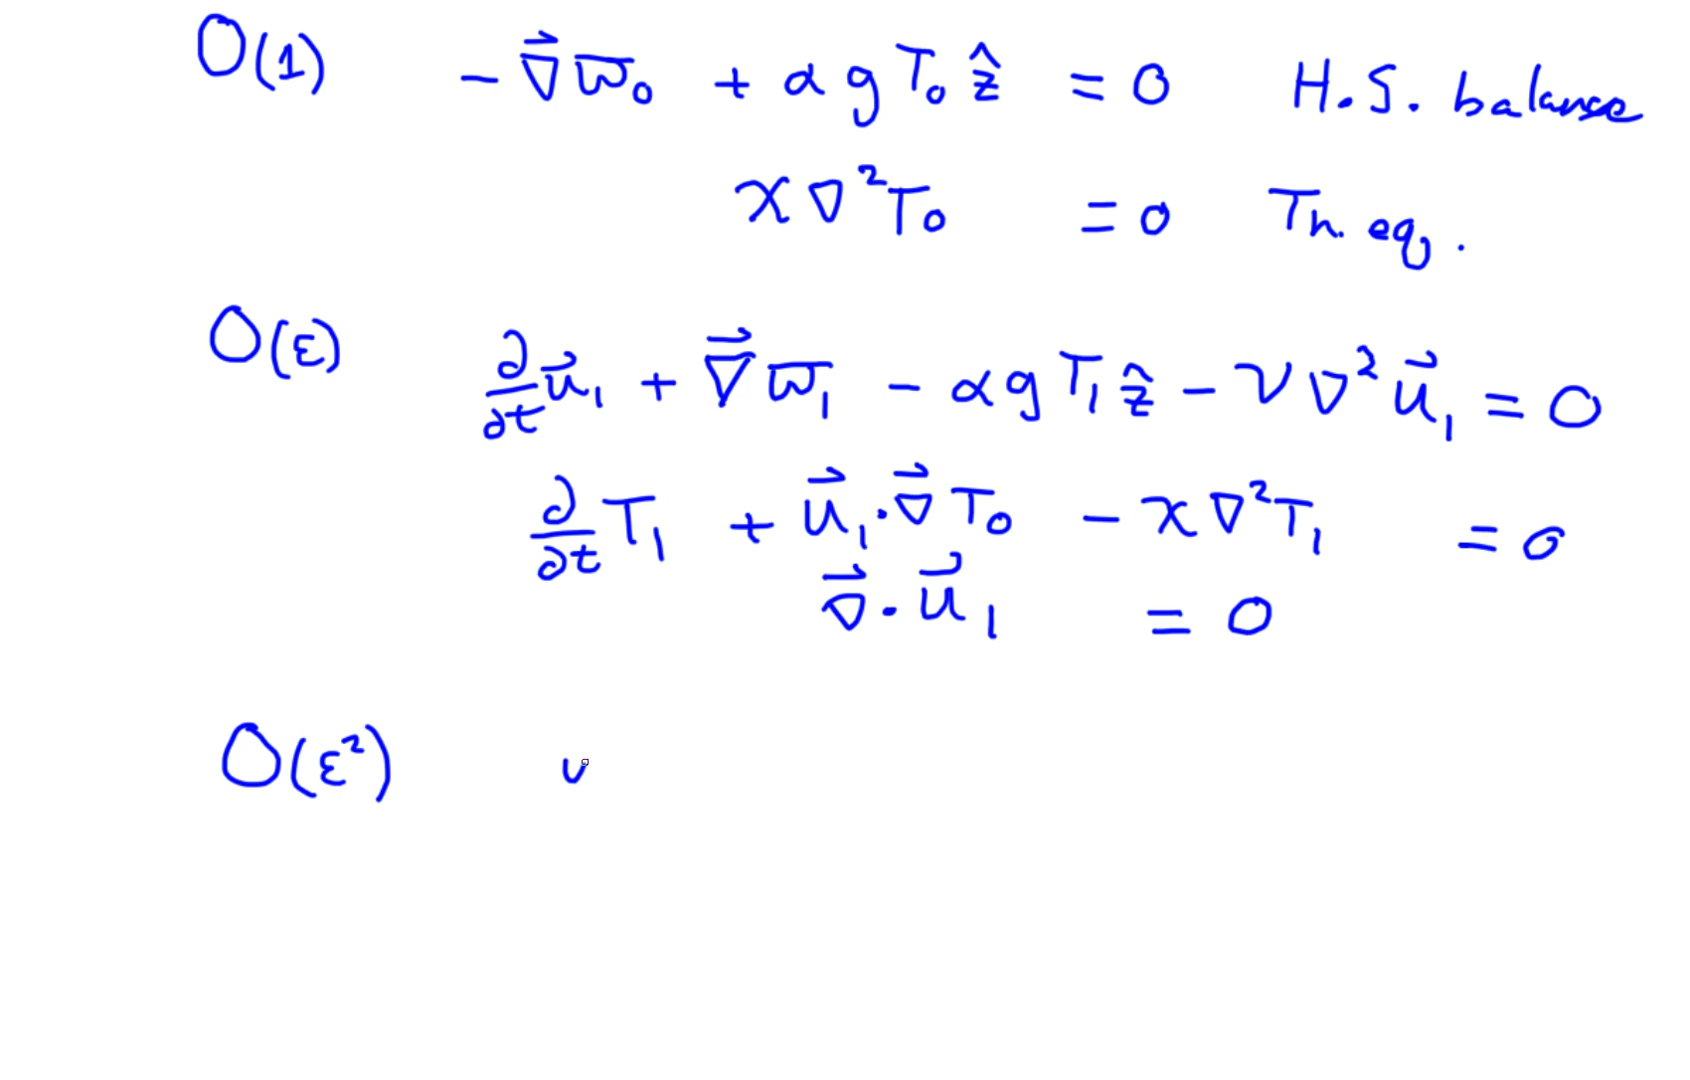 O(1) − ∇⃗ϖ₀ + αgT₀ẑ = 0 H.S. balance
χ∇²T₀ = 0 Th. eq.
O(ε) ∂/∂t u⃗₁ + ∇⃗ϖ₁ − αgT₁ẑ − ν∇²u⃗₁ = 0
∂/∂t T₁ + u⃗₁·∇⃗T₀ − χ∇²T₁ = 0
∇⃗·u⃗₁ = 0
O(ε²)